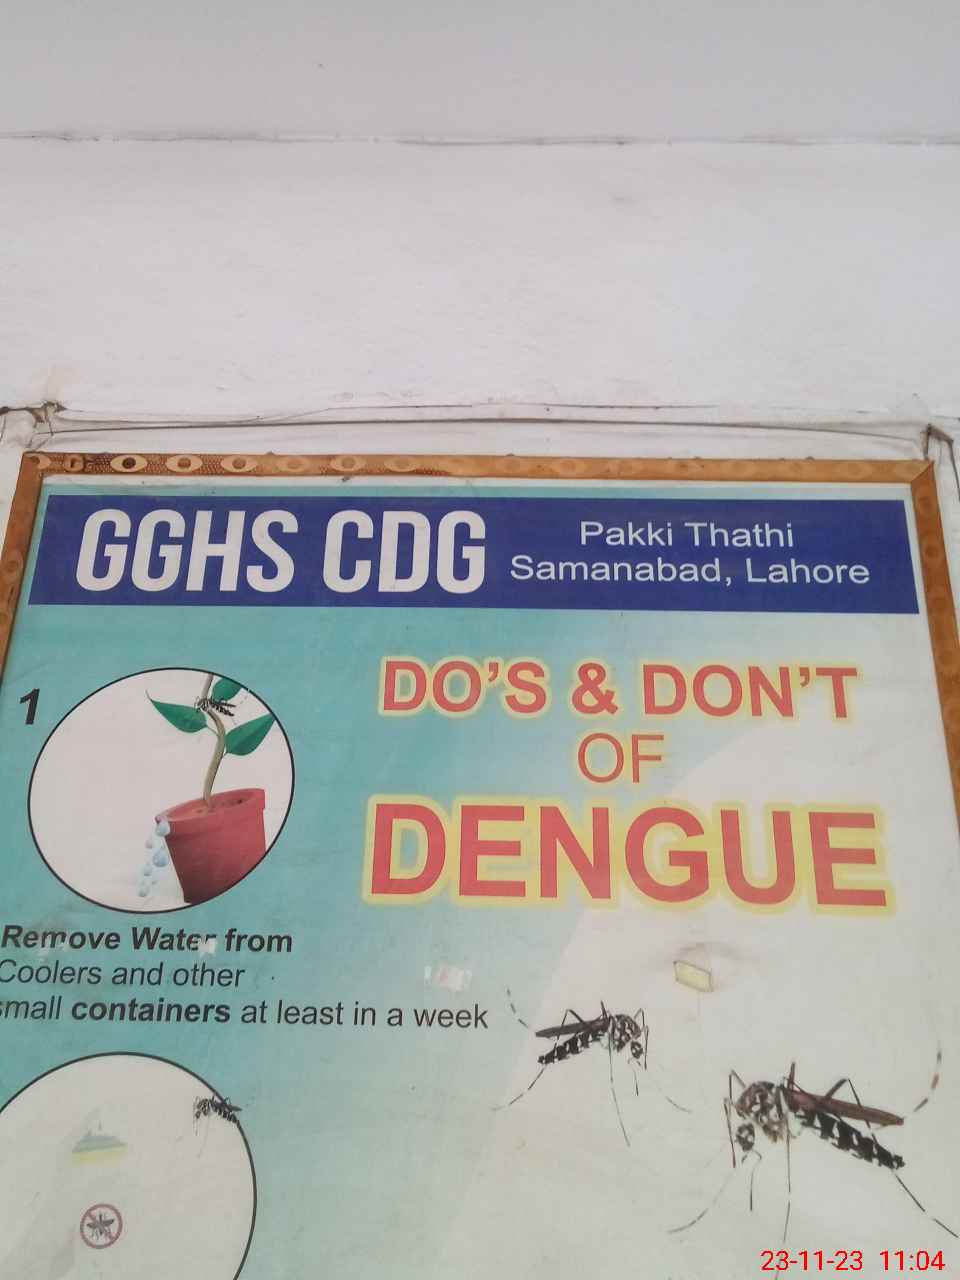 GGHS CDG
Pakki Thathi
Samanabad, Lahore
DO'S & DON'T
OF
DENGUE
1
Remove Water from
Coolers and other
small containers at least in a week
23-11-23 11:04